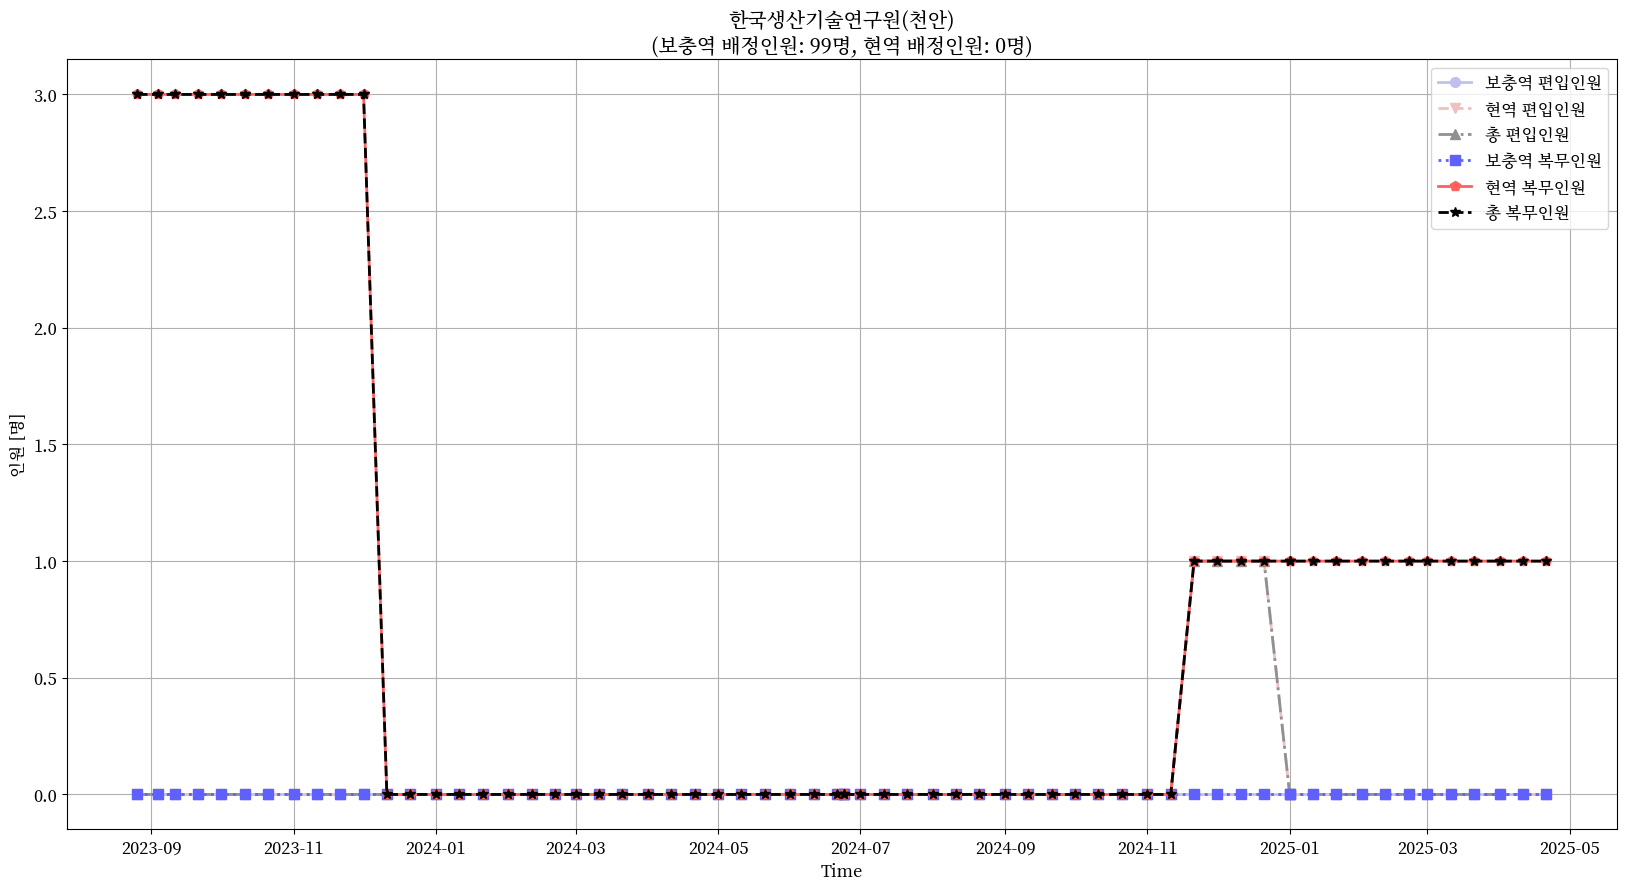 한국생산기술연구원(천안)
(보충역 배정인원: 99명, 현역 배정인원: 0명)
보충역 편입인원
현역 편입인원
총 편입인원
보충역 복무인원
현역 복무인원
총 복무인원
3.0
2.5
2.0
1.5
1.0
0.5
0.0
인원 [명]
2023-09 2023-11 2024-01 2024-03 2024-05 2024-07 2024-09 2024-11 2025-01 2025-03 2025-05
Time